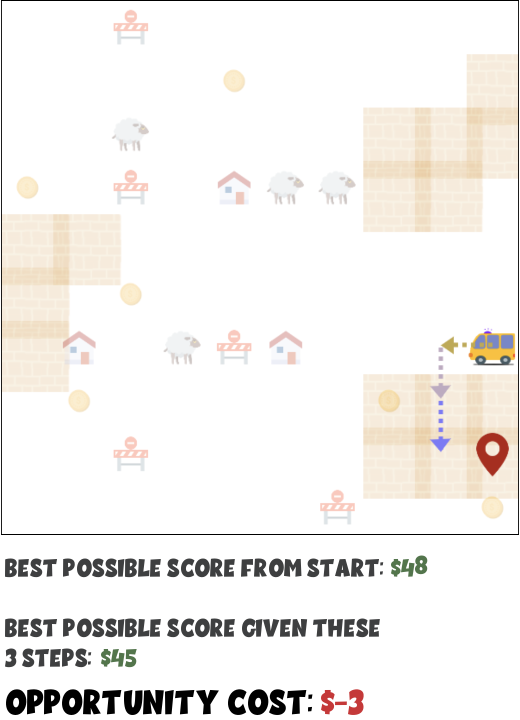 BEST POSSIBLE SCORE FROM START: $48
BEST POSSIBLE SCORE GIVEN THESE
3 STEPS: $45
OPPORTUNITY COST: $-3